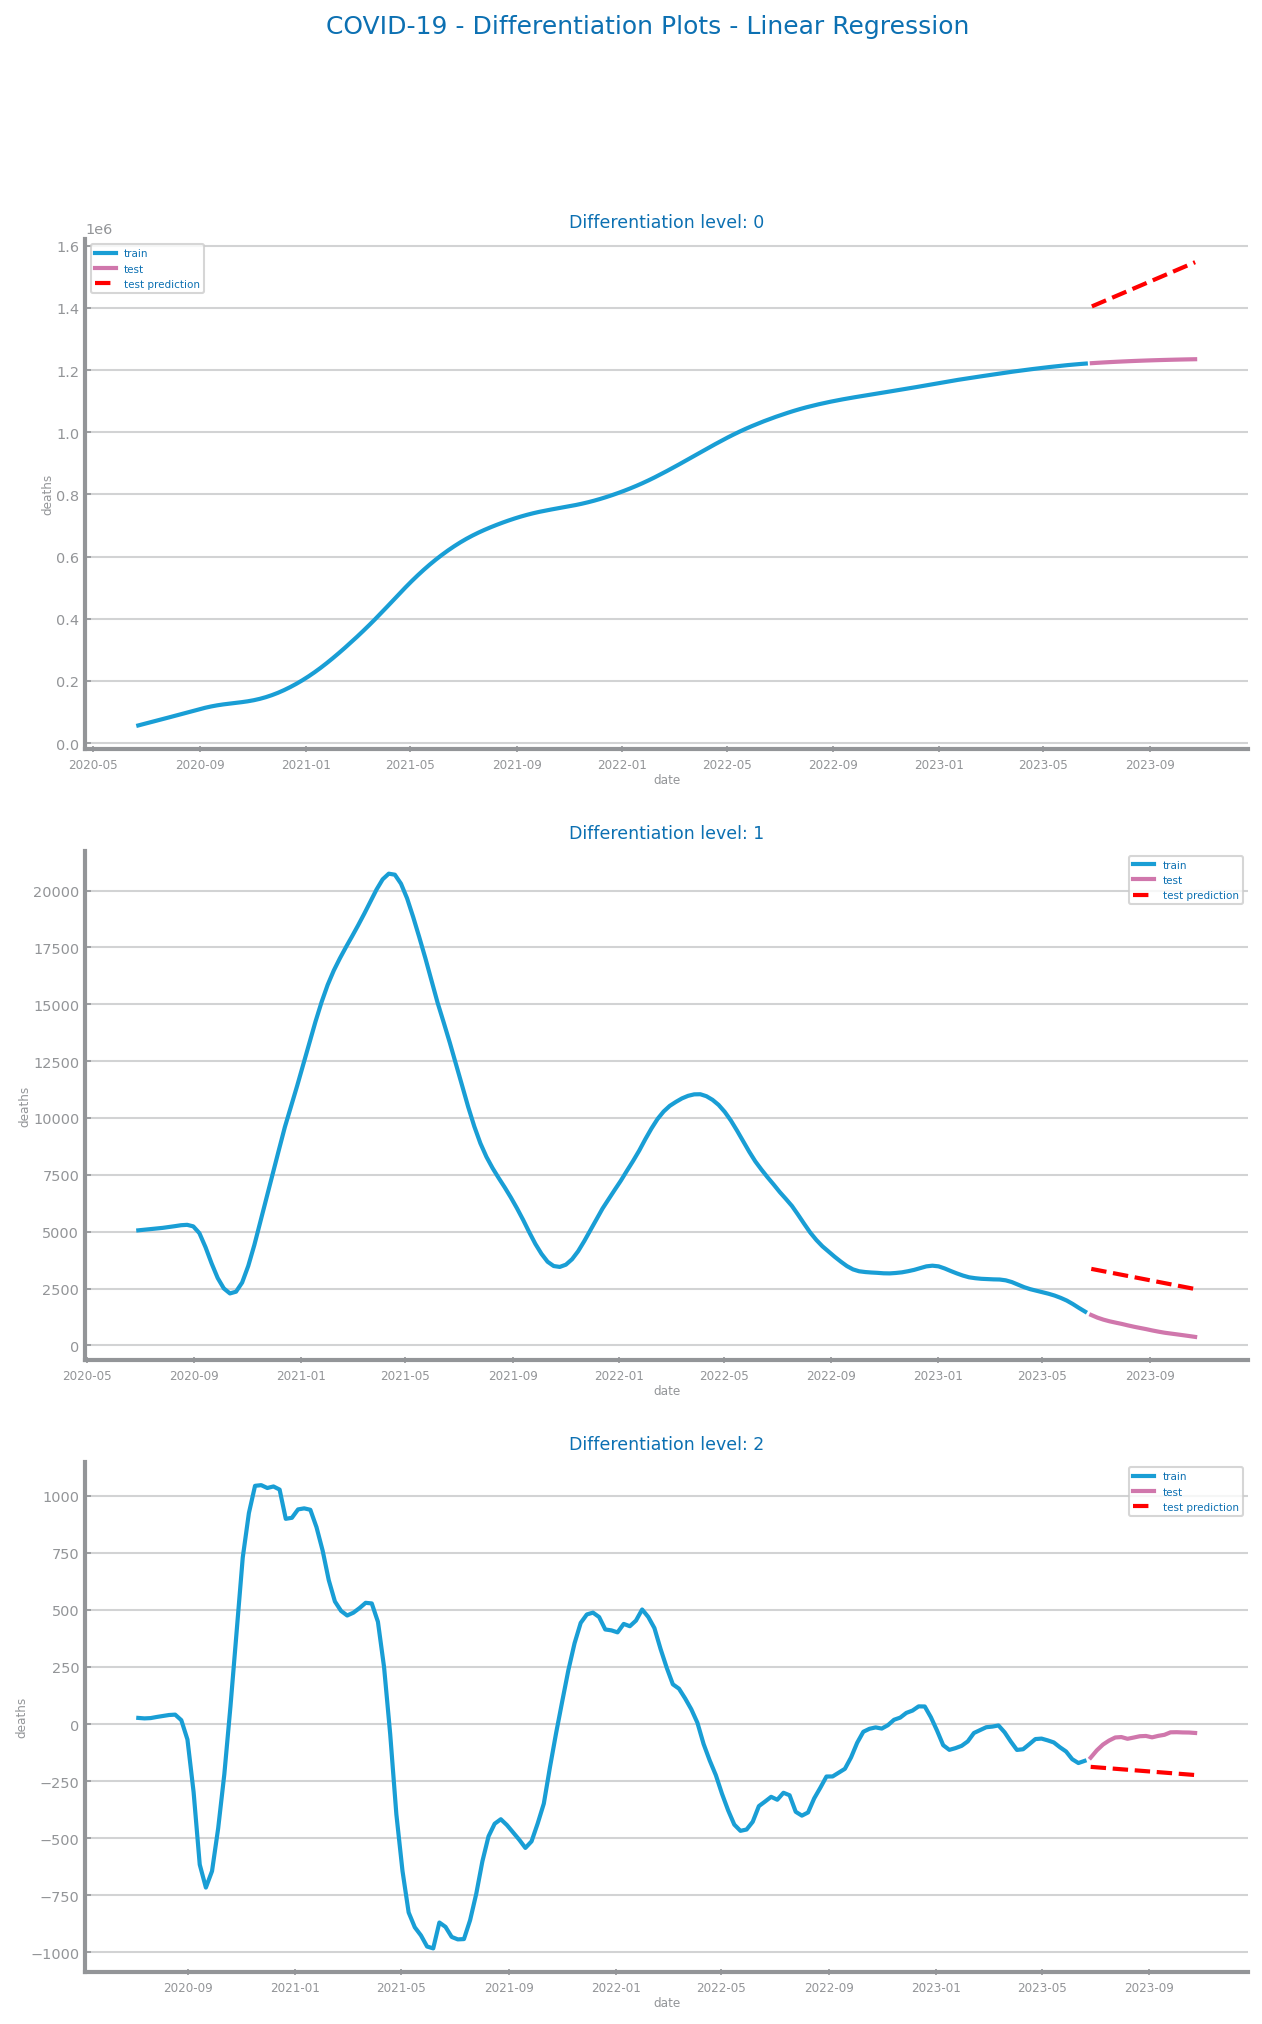 COVID-19 - Differentiation Plots - Linear Regression
Differentiation level: 0
1e6
1.6
1.4
1.2
1.0
0.8
0.6
0.4
0.2
0.0
deaths
train
test
test prediction
2020-05 2020-09 2021-01 2021-05 2021-09 2022-01 2022-05 2022-09 2023-01 2023-05 2023-09
date
Differentiation level: 1
20000
17500
15000
12500
10000
7500
5000
2500
0
deaths
train
test
test prediction
2020-05 2020-09 2021-01 2021-05 2021-09 2022-01 2022-05 2022-09 2023-01 2023-05 2023-09
date
Differentiation level: 2
1000
750
500
250
0
−250
−500
−750
−1000
deaths
train
test
test prediction
2020-09 2021-01 2021-05 2021-09 2022-01 2022-05 2022-09 2023-01 2023-05 2023-09
date